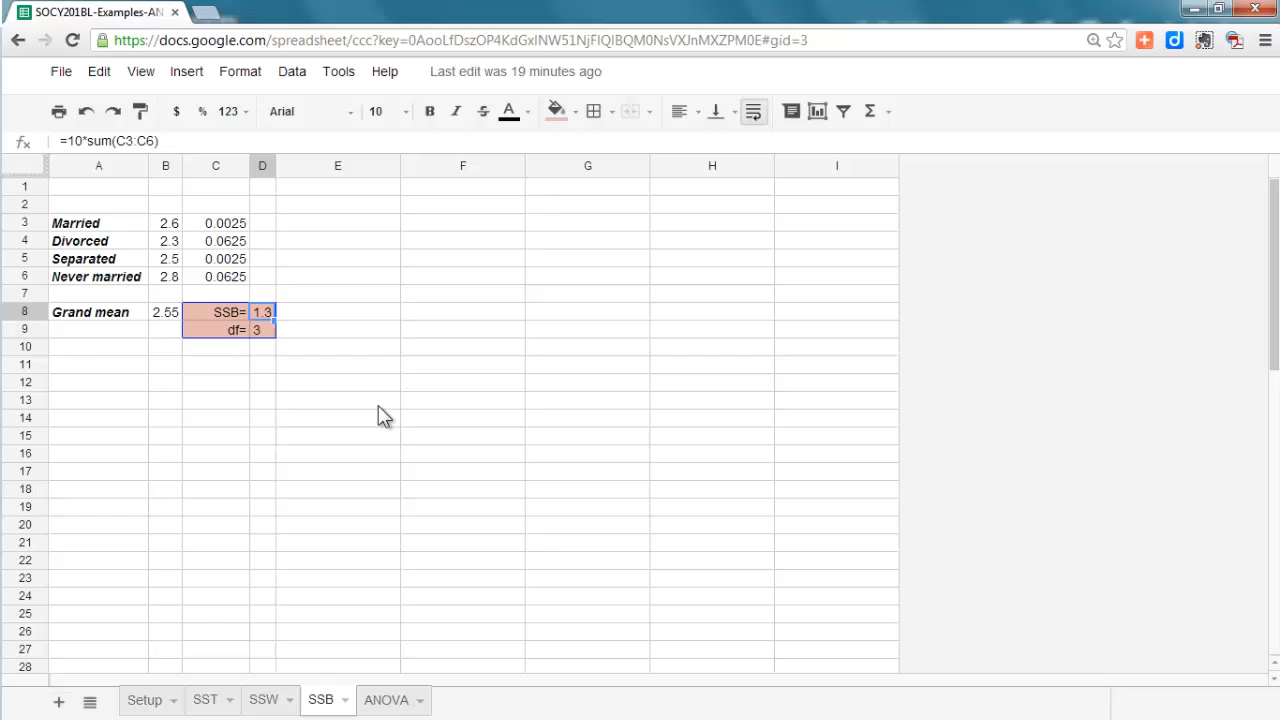 SOCY201BL-Examples-AN
https://docs.google.com/spreadsheet/ccc?key=0AooLfDszOP4KdGxINW51NjFIQlBQM0NsVXJnMXZPM0E#gid=3
File Edit View Insert Format Data Tools Help Last edit was 19 minutes ago
$ % 123 Arial 10 B I S A Σ
fx =10*sum(C3:C6)
A B C D E F G H I
1
2
3 Married 2.6 0.0025
4 Divorced 2.3 0.0625
5 Separated 2.5 0.0025
6 Never married 2.8 0.0625
7
8 Grand mean 2.55 SSB= 1.3
9 df= 3
10
11
12
13
14
15
16
17
18
19
20
21
22
23
24
25
26
27
28
+ Setup SST SSW SSB ANOVA